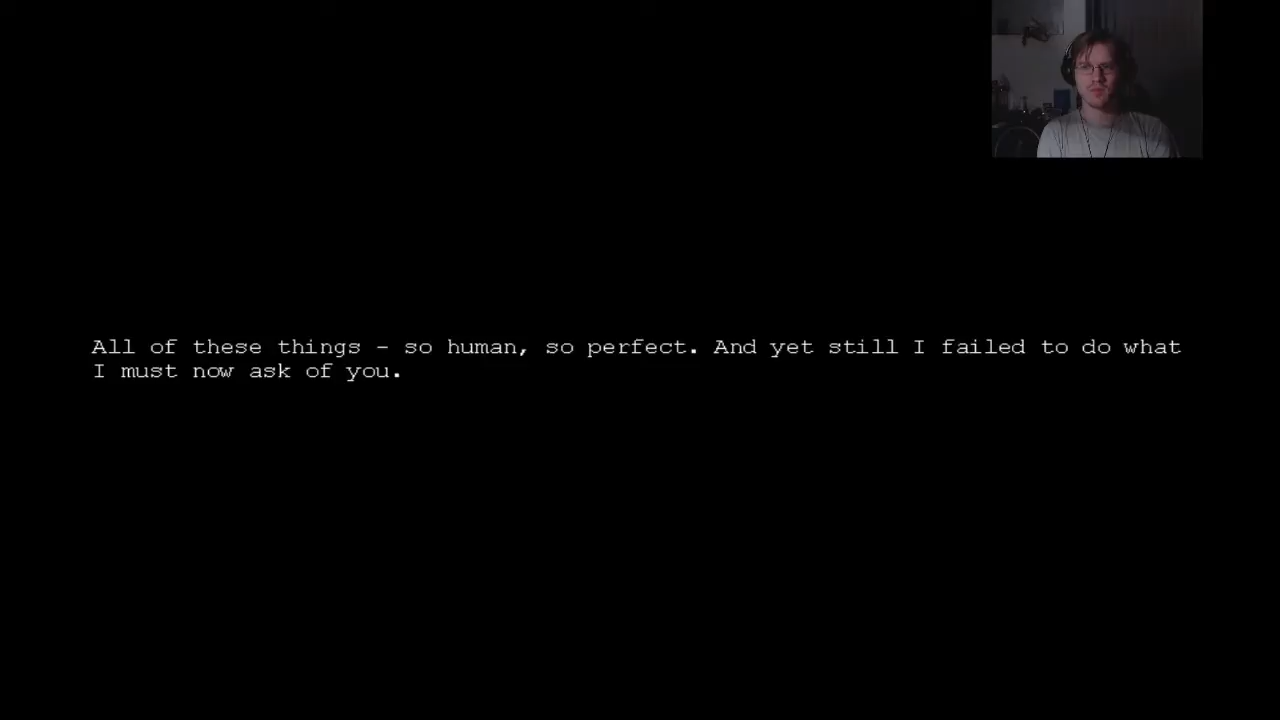 All of these things - so human, so perfect. And yet still I failed to do what
I must now ask of you.